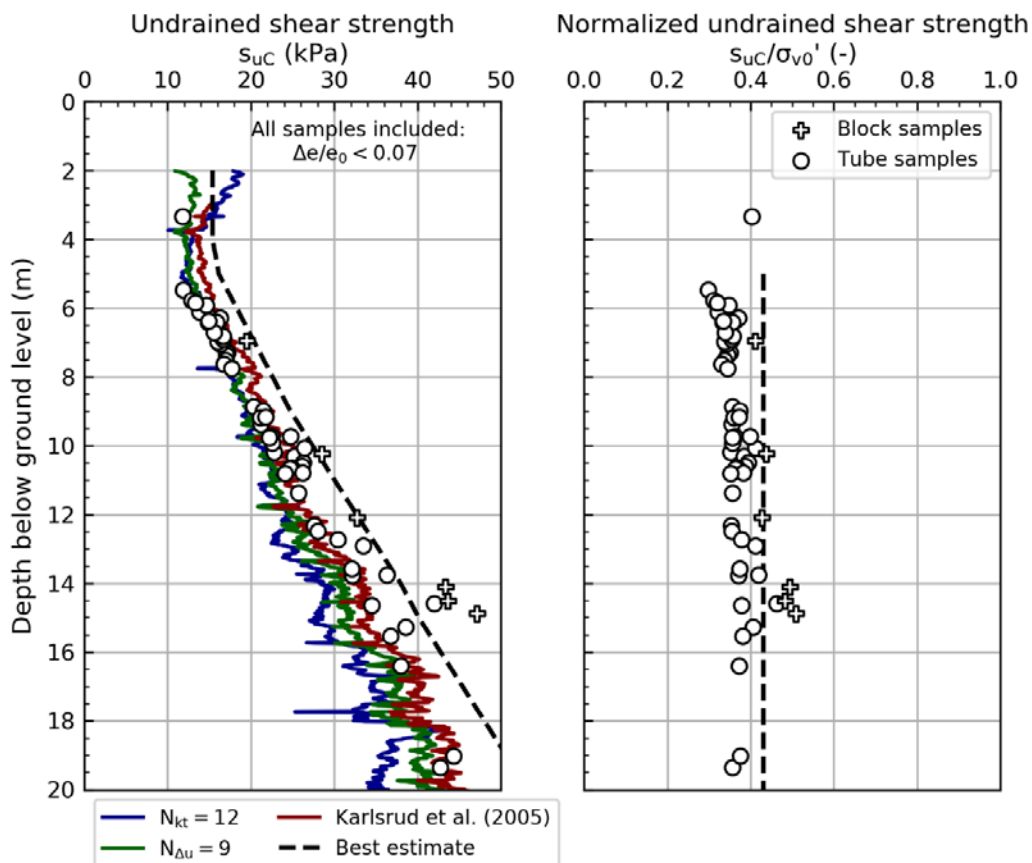 Undrained shear strength
s_uC (kPa)
0 10 20 30 40 50
Normalized undrained shear strength
s_uC/σ_v0' (-)
0.0 0.2 0.4 0.6 0.8 1.0
Depth below ground level (m)
0
2
4
6
8
10
12
14
16
18
20
All samples included:
Δe/e_0 < 0.07
Block samples
Tube samples
N_kt = 12
N_Δu = 9
Karlsrud et al. (2005)
Best estimate